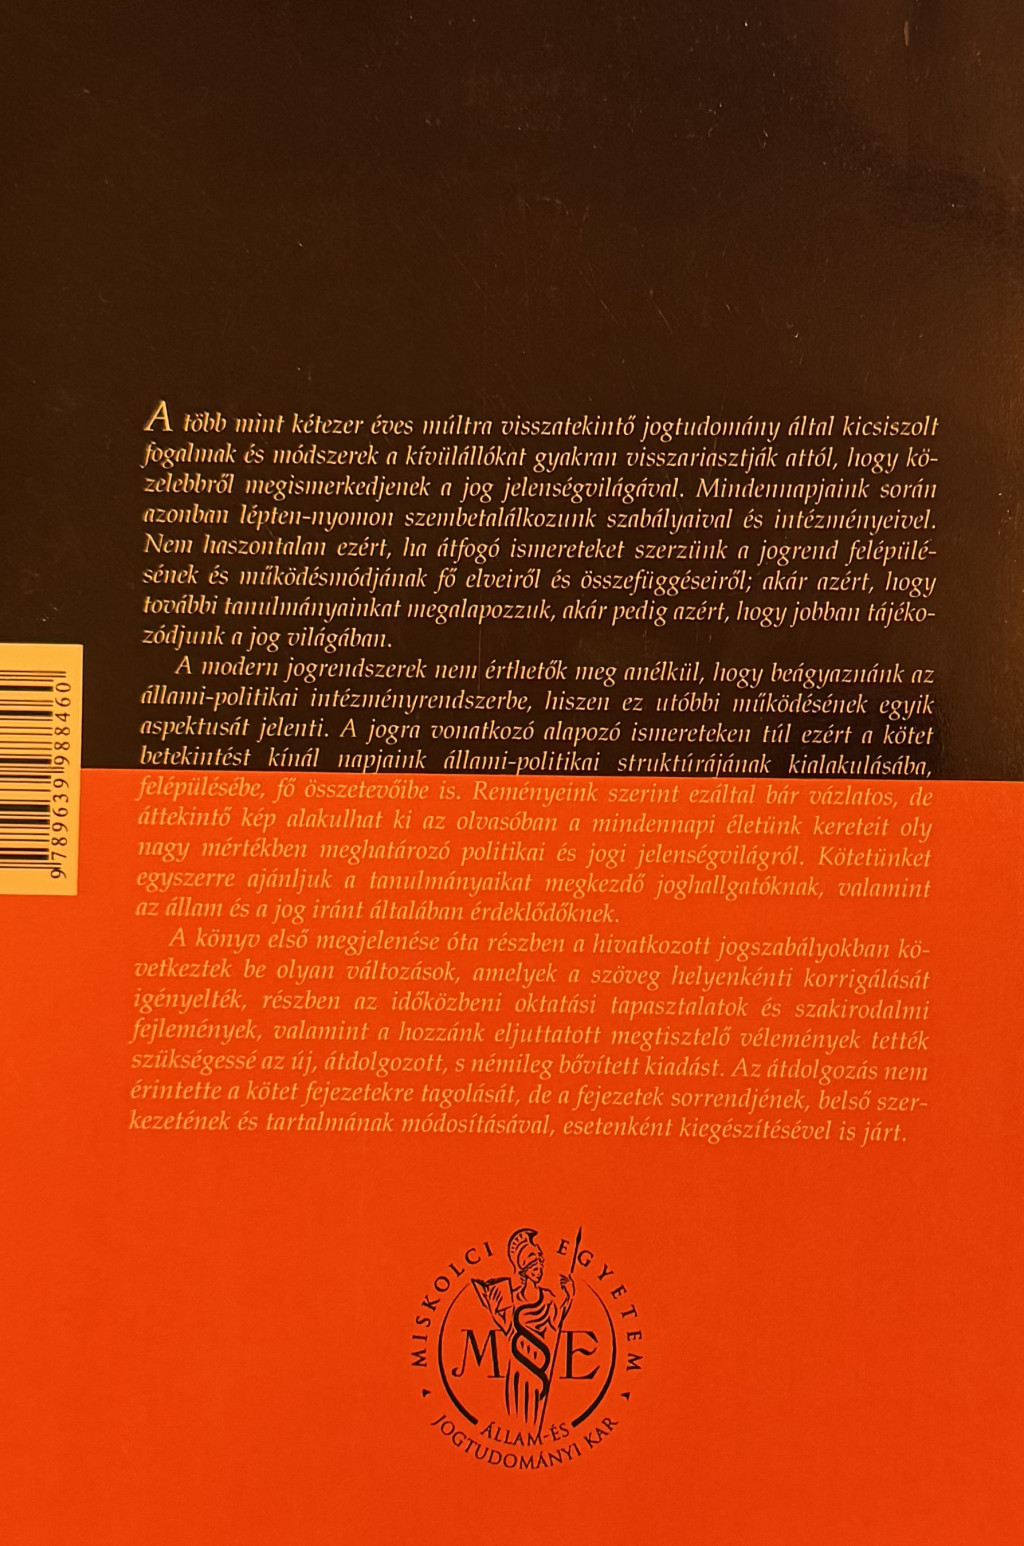 A több mint kétezer éves múltra visszatekintő jogtudomány által kicsiszolt
fogalmak és módszerek a kívülállókat gyakran visszariasztják attól, hogy kö-
zelebbről megismerkedjenek a jog jelenségvilágával. Mindennapjaink során
azonban lépten-nyomon szembetalálkozunk szabályaival és intézményeivel.
Nem haszontalan ezért, ha átfogó ismereteket szerzünk a jogrend felépülé-
sének és működésmódjának fő elveiről és összefüggéseiről; akár azért, hogy
további tanulmányainkat megalapozzuk, akár pedig azért, hogy jobban tájéko-
zódjunk a jog világában.
A modern jogrendszerek nem érthetők meg anélkül, hogy beágyaznánk az
állami-politikai intézményrendszerbe, hiszen ez utóbbi működésének egyik
aspektusát jelenti. A jogra vonatkozó alapozó ismereteken túl ezért a kötet
betekintést kínál napjaink állami-politikai struktúrájának kialakulásába,
felépülésébe, fő összetevőibe is. Reményeink szerint ezáltal bár vázlatos, de
áttekintő kép alakulhat ki az olvasóban a mindennapi életünk kereteit oly
nagy mértékben meghatározó politikai és jogi jelenségvilágról. Kötetünket
egyszerre ajánljuk a tanulmányaikat megkezdő joghallgatóknak, valamint
az állam és a jog iránt általában érdeklődőknek.
A könyv első megjelenése óta részben a hivatkozott jogszabályokban kö-
vetkeztek be olyan változások, amelyek a szöveg helyenkénti korrigálását
igényelték, részben az időközbeni oktatási tapasztalatok és szakirodalmi
fejlemények, valamint a hozzánk eljuttatott megtisztelő vélemények tették
szükségessé az új, átdolgozott, s némileg bővített kiadást. Az átdolgozás nem
érintette a kötet fejezetekre tagolását, de a fejezetek sorrendjének, belső szer-
kezetének és tartalmának módosításával, esetenként kiegészítésével is járt.
9789639988460
MISKOLCI EGYETEM
M§E
ÁLLAM-ÉS
JOGTUDOMÁNYI KAR